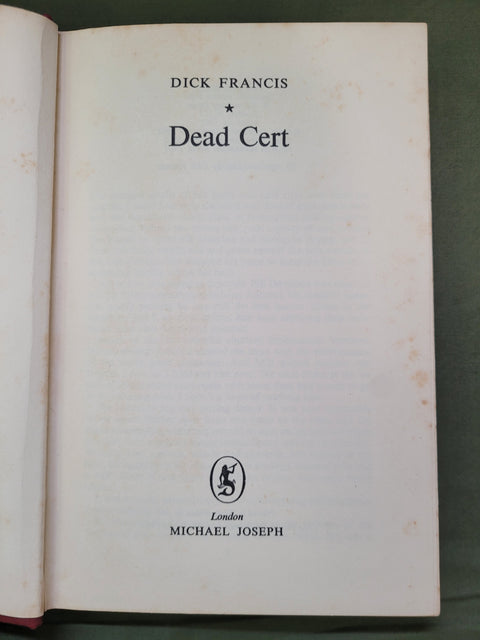 DICK FRANCIS
★
Dead Cert
London
MICHAEL JOSEPH